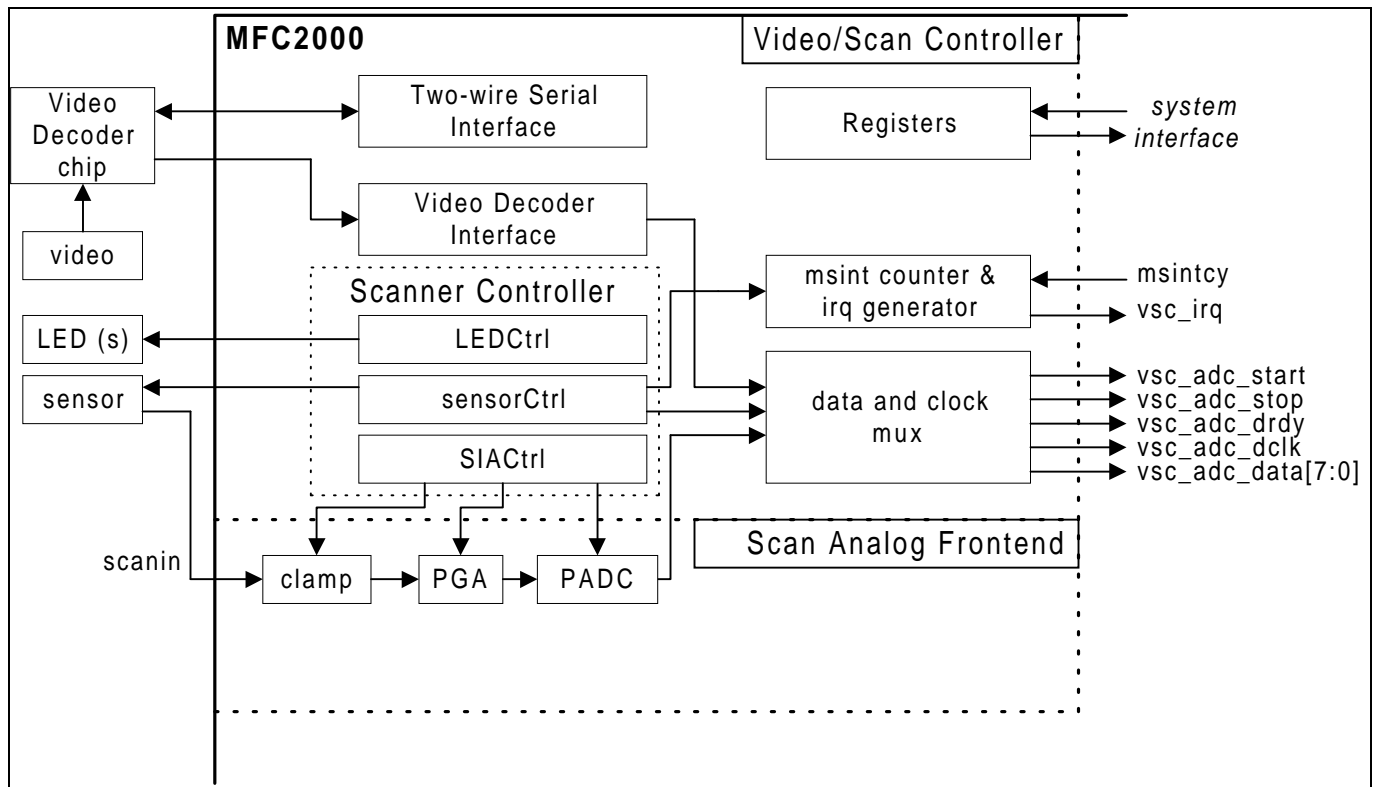 MFC2000
Video/Scan Controller
Video
Decoder
chip
Two-wire Serial
Interface
Registers
system
interface
video
Video Decoder
Interface
msint counter &
irq generator
msintcy
vsc_irq
Scanner Controller
LED (s)
LEDCtrl
sensor
sensorCtrl
data and clock
mux
vsc_adc_start
vsc_adc_stop
vsc_adc_drdy
vsc_adc_dclk
vsc_adc_data[7:0]
SIACtrl
Scan Analog Frontend
scanin
clamp
PGA
PADC